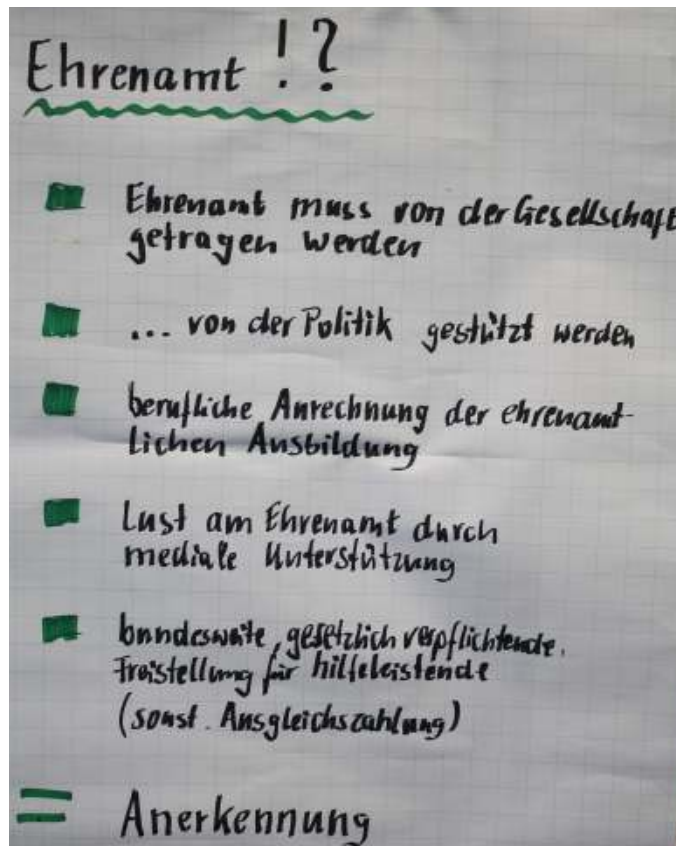 Ehrenamt !?
Ehrenamt muss von der Gesellschaft
getragen werden
... von der Politik gestützt werden
berufliche Anrechnung der ehrenamt-
lichen Ausbildung
Lust am Ehrenamt durch
mediale Unterstützung
bundesweite, gesetzlich verpflichtende.
Freistellung für hilfeleistende
(sonst. Ausgleichszahlung)
= Anerkennung